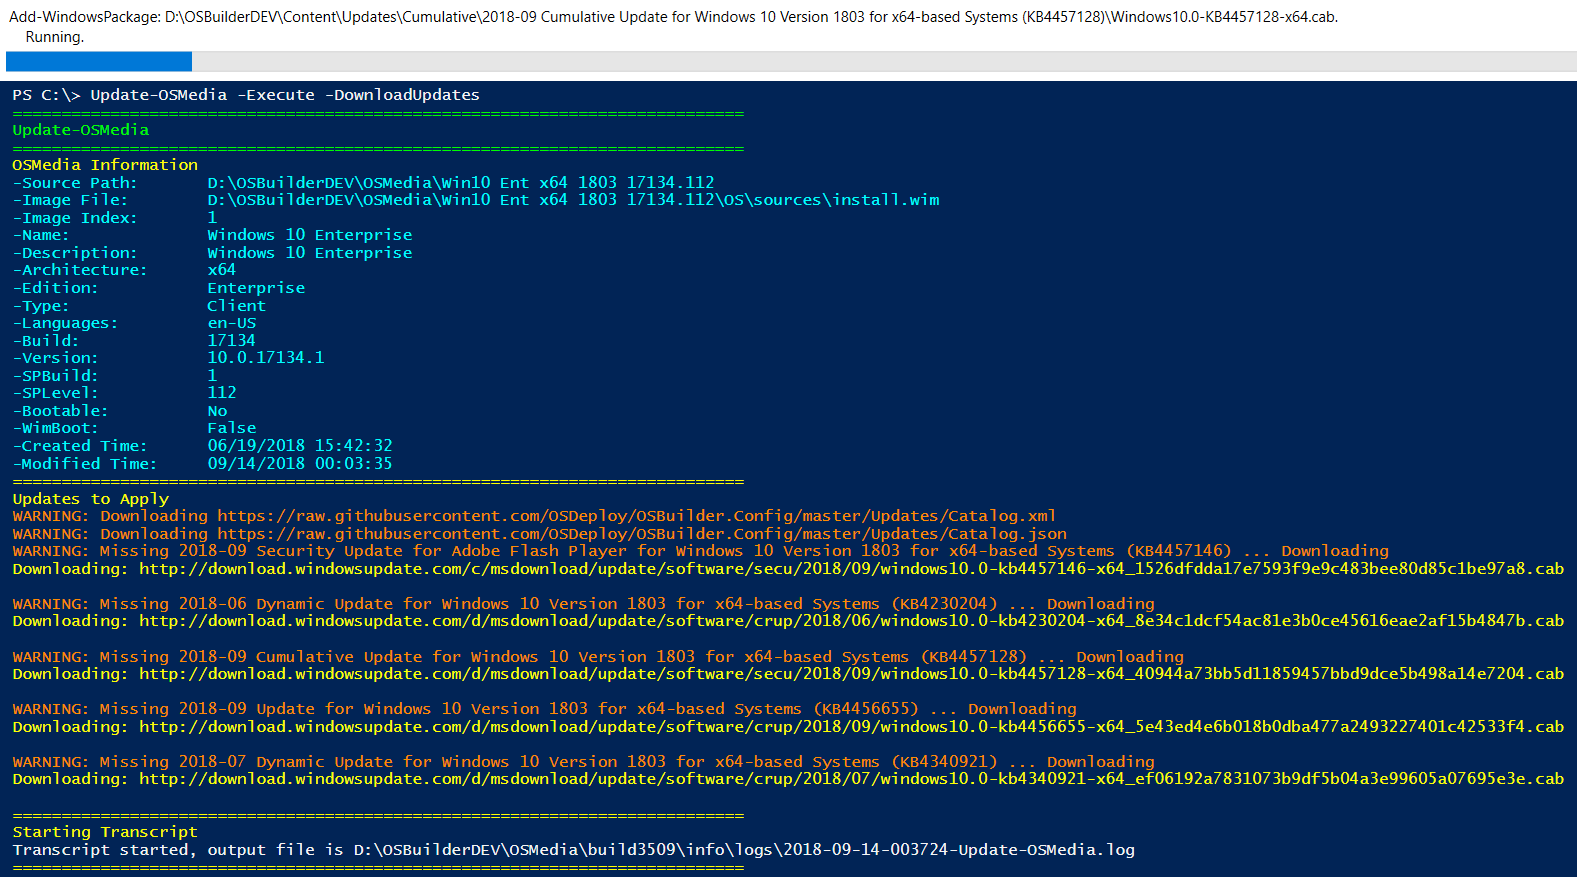 Add-WindowsPackage: D:\OSBuilderDEV\Content\Updates\Cumulative\2018-09 Cumulative Update for Windows 10 Version 1803 for x64-based Systems (KB4457128)\Windows10.0-KB4457128-x64.cab.
Running.
PS C:\> Update-OSMedia -Execute -DownloadUpdates
===========================================================================
Update-OSMedia
===========================================================================
OSMedia Information
-Source Path: D:\OSBuilderDEV\OSMedia\Win10 Ent x64 1803 17134.112
-Image File: D:\OSBuilderDEV\OSMedia\Win10 Ent x64 1803 17134.112\OS\sources\install.wim
-Image Index: 1
-Name: Windows 10 Enterprise
-Description: Windows 10 Enterprise
-Architecture: x64
-Edition: Enterprise
-Type: Client
-Languages: en-US
-Build: 17134
-Version: 10.0.17134.1
-SPBuild: 1
-SPLevel: 112
-Bootable: No
-WimBoot: False
-Created Time: 06/19/2018 15:42:32
-Modified Time: 09/14/2018 00:03:35
===========================================================================
Updates to Apply
WARNING: Downloading https://raw.githubusercontent.com/OSDeploy/OSBuilder.Config/master/Updates/Catalog.xml
WARNING: Downloading https://raw.githubusercontent.com/OSDeploy/OSBuilder.Config/master/Updates/Catalog.json
WARNING: Missing 2018-09 Security Update for Adobe Flash Player for Windows 10 Version 1803 for x64-based Systems (KB4457146) ... Downloading
Downloading: http://download.windowsupdate.com/c/msdownload/update/software/secu/2018/09/windows10.0-kb4457146-x64_1526dfdda17e7593f9e9c483bee80d85c1be97a8.cab
WARNING: Missing 2018-06 Dynamic Update for Windows 10 Version 1803 for x64-based Systems (KB4230204) ... Downloading
Downloading: http://download.windowsupdate.com/d/msdownload/update/software/crup/2018/06/windows10.0-kb4230204-x64_8e34c1dcf54ac81e3b0ce45616eae2af15b4847b.cab
WARNING: Missing 2018-09 Cumulative Update for Windows 10 Version 1803 for x64-based Systems (KB4457128) ... Downloading
Downloading: http://download.windowsupdate.com/d/msdownload/update/software/secu/2018/09/windows10.0-kb4457128-x64_40944a73bb5d11859457bbd9dce5b498a14e7204.cab
WARNING: Missing 2018-09 Update for Windows 10 Version 1803 for x64-based Systems (KB4456655) ... Downloading
Downloading: http://download.windowsupdate.com/d/msdownload/update/software/crup/2018/09/windows10.0-kb4456655-x64_5e43ed4e6b018b0dba477a2493227401c42533f4.cab
WARNING: Missing 2018-07 Dynamic Update for Windows 10 Version 1803 for x64-based Systems (KB4340921) ... Downloading
Downloading: http://download.windowsupdate.com/d/msdownload/update/software/crup/2018/07/windows10.0-kb4340921-x64_ef06192a7831073b9df5b04a3e99605a07695e3e.cab
===========================================================================
Starting Transcript
Transcript started, output file is D:\OSBuilderDEV\OSMedia\build3509\info\logs\2018-09-14-003724-Update-OSMedia.log
===========================================================================